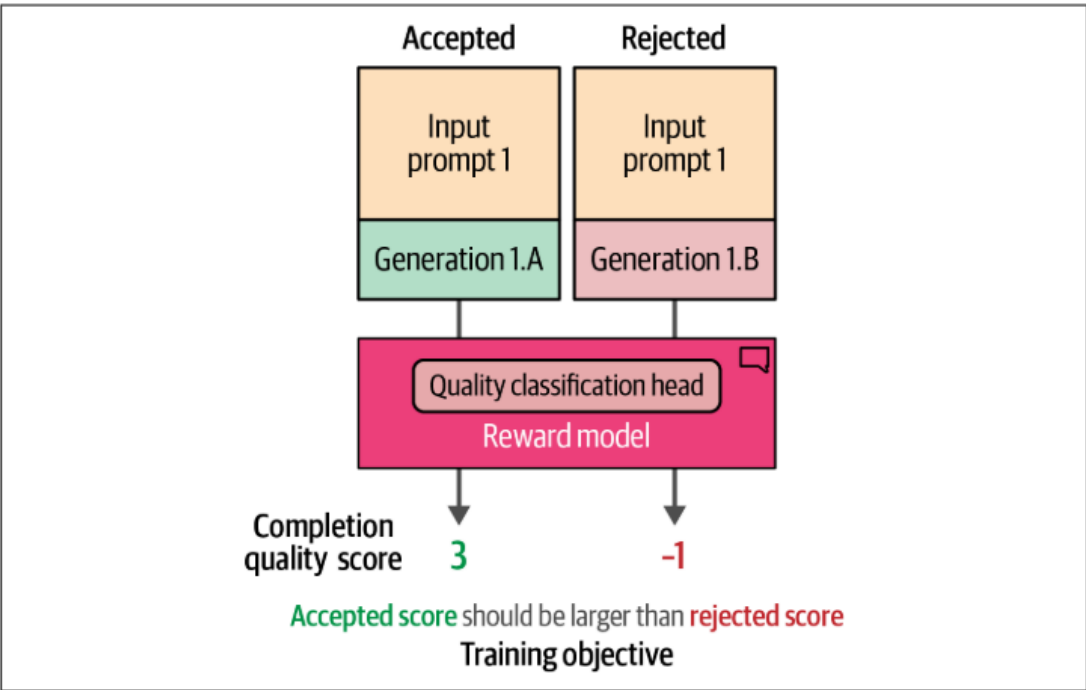 Accepted
Rejected
Input
prompt 1
Input
prompt 1
Generation 1.A
Generation 1.B
Quality classification head
Reward model
Completion
quality score
3
-1
Accepted score should be larger than rejected score
Training objective